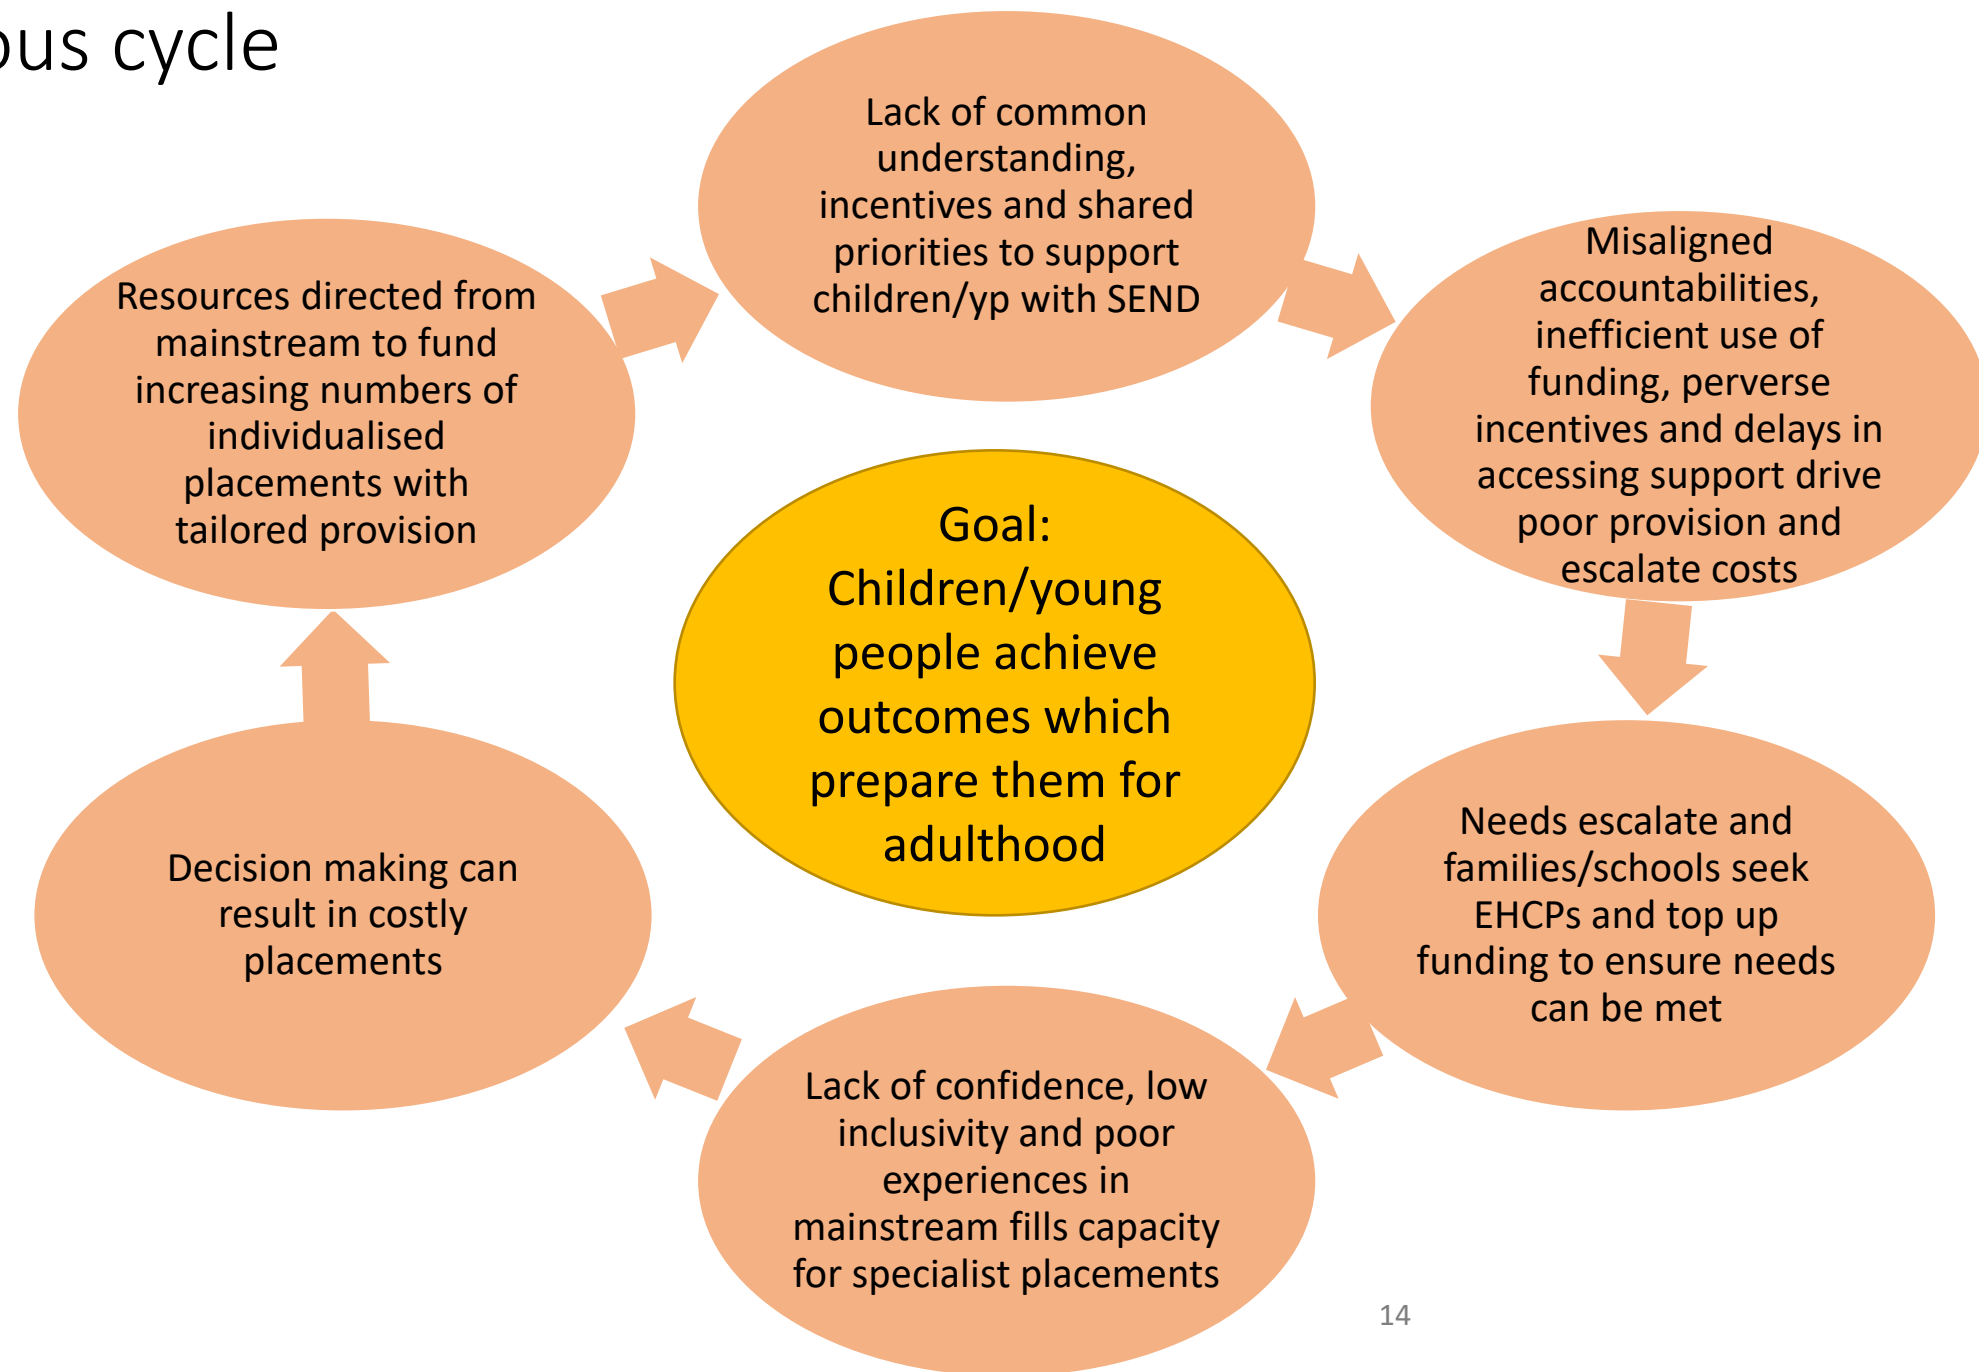 ous cycle
Lack of common
understanding,
incentives and shared
priorities to support
children/yp with SEND
Misaligned
accountabilities,
inefficient use of
funding, perverse
incentives and delays in
accessing support drive
poor provision and
escalate costs
Needs escalate and
families/schools seek
EHCPs and top up
funding to ensure needs
can be met
Lack of confidence, low
inclusivity and poor
experiences in
mainstream fills capacity
for specialist placements
Decision making can
result in costly
placements
Resources directed from
mainstream to fund
increasing numbers of
individualised
placements with
tailored provision
Goal:
Children/young
people achieve
outcomes which
prepare them for
adulthood
14